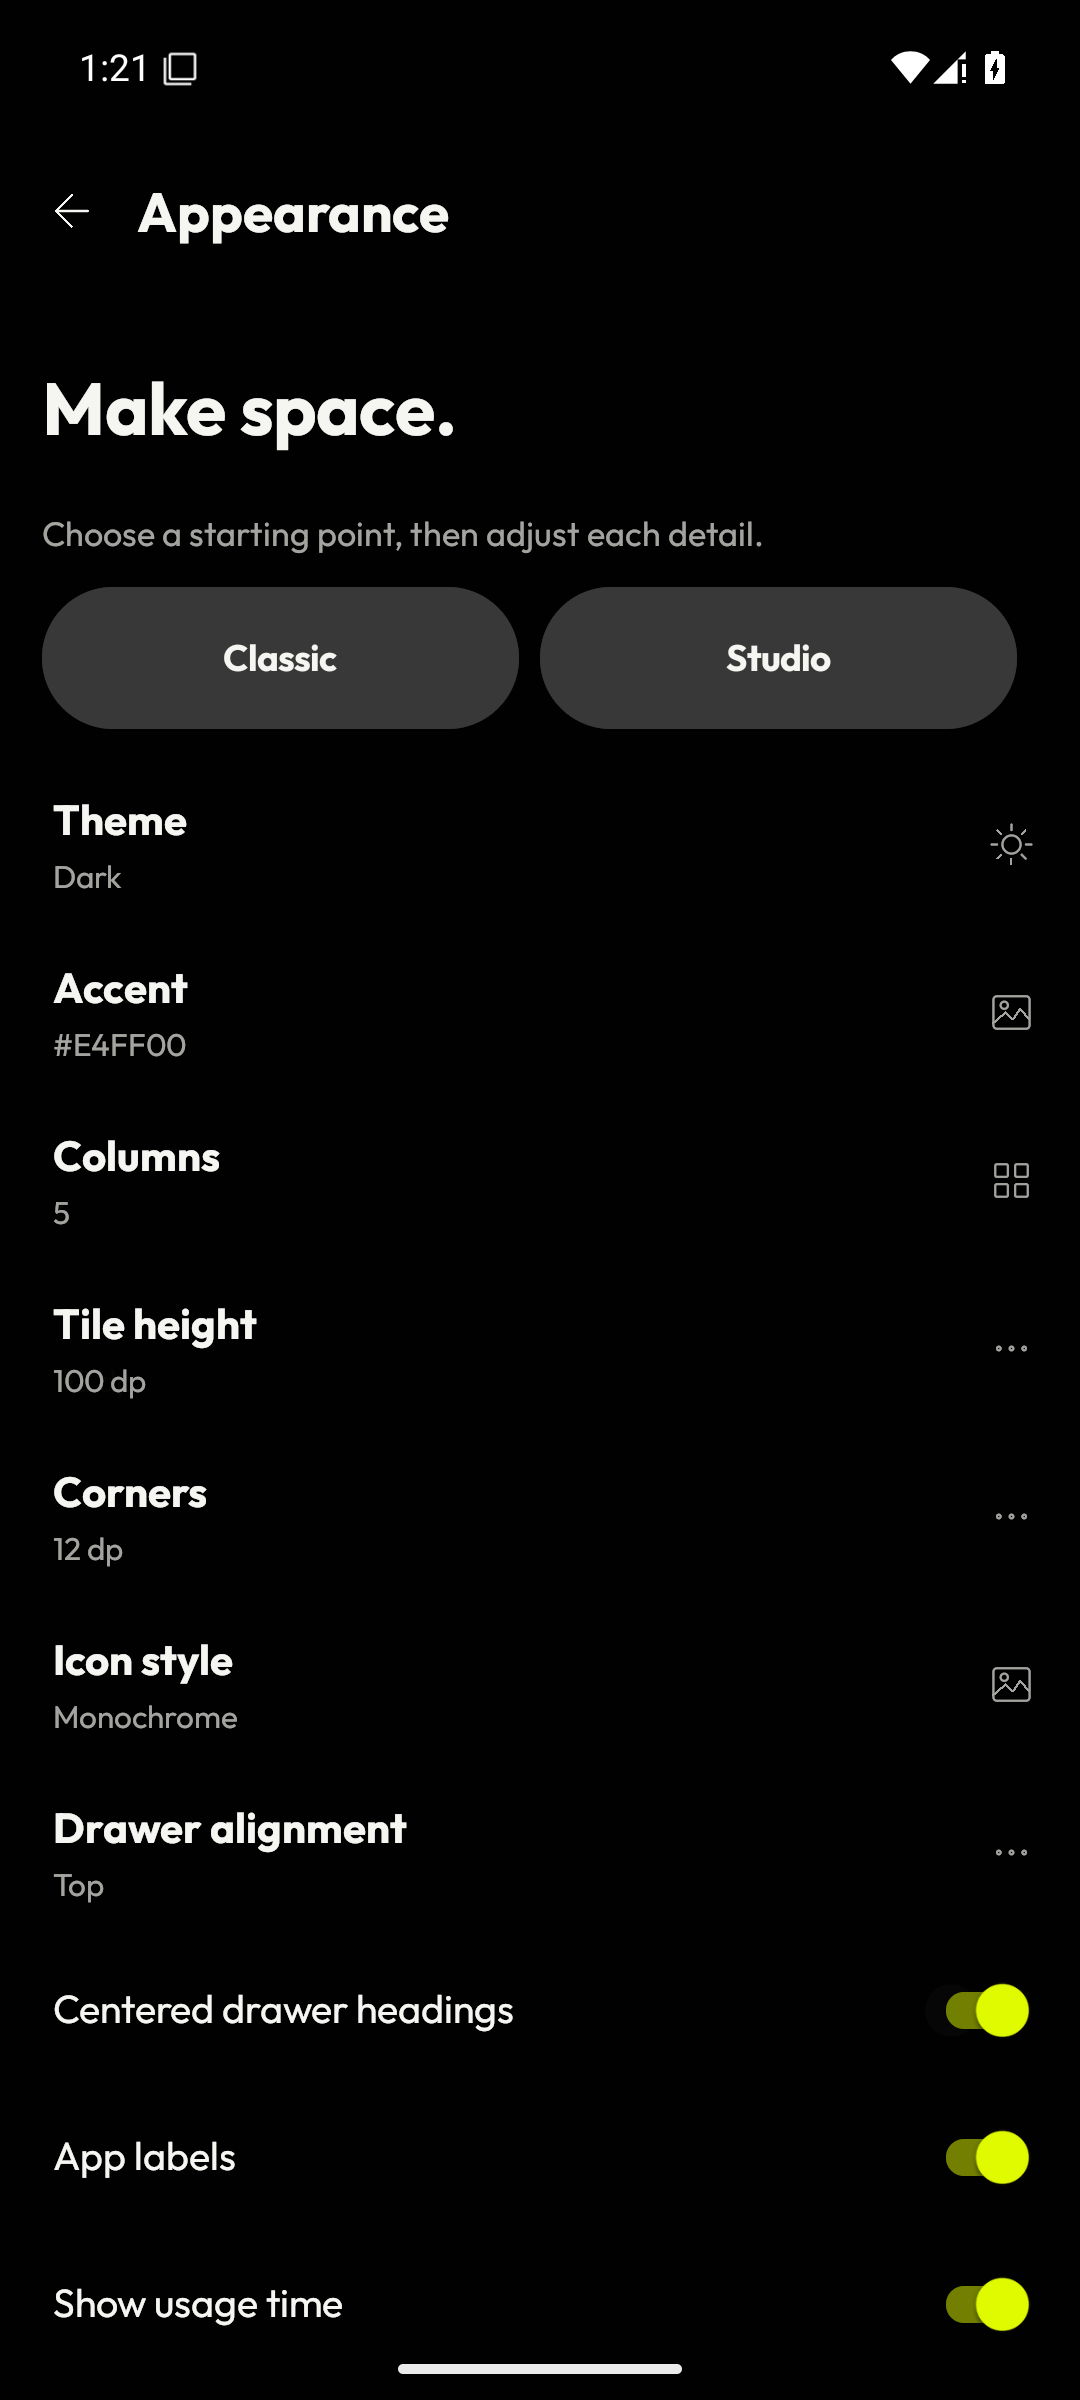 1:21
Appearance
Make space.
Choose a starting point, then adjust each detail.
Classic
Studio
Theme
Dark
Accent
#E4FF00
Columns
5
Tile height
100 dp
Corners
12 dp
Icon style
Monochrome
Drawer alignment
Top
Centered drawer headings
App labels
Show usage time